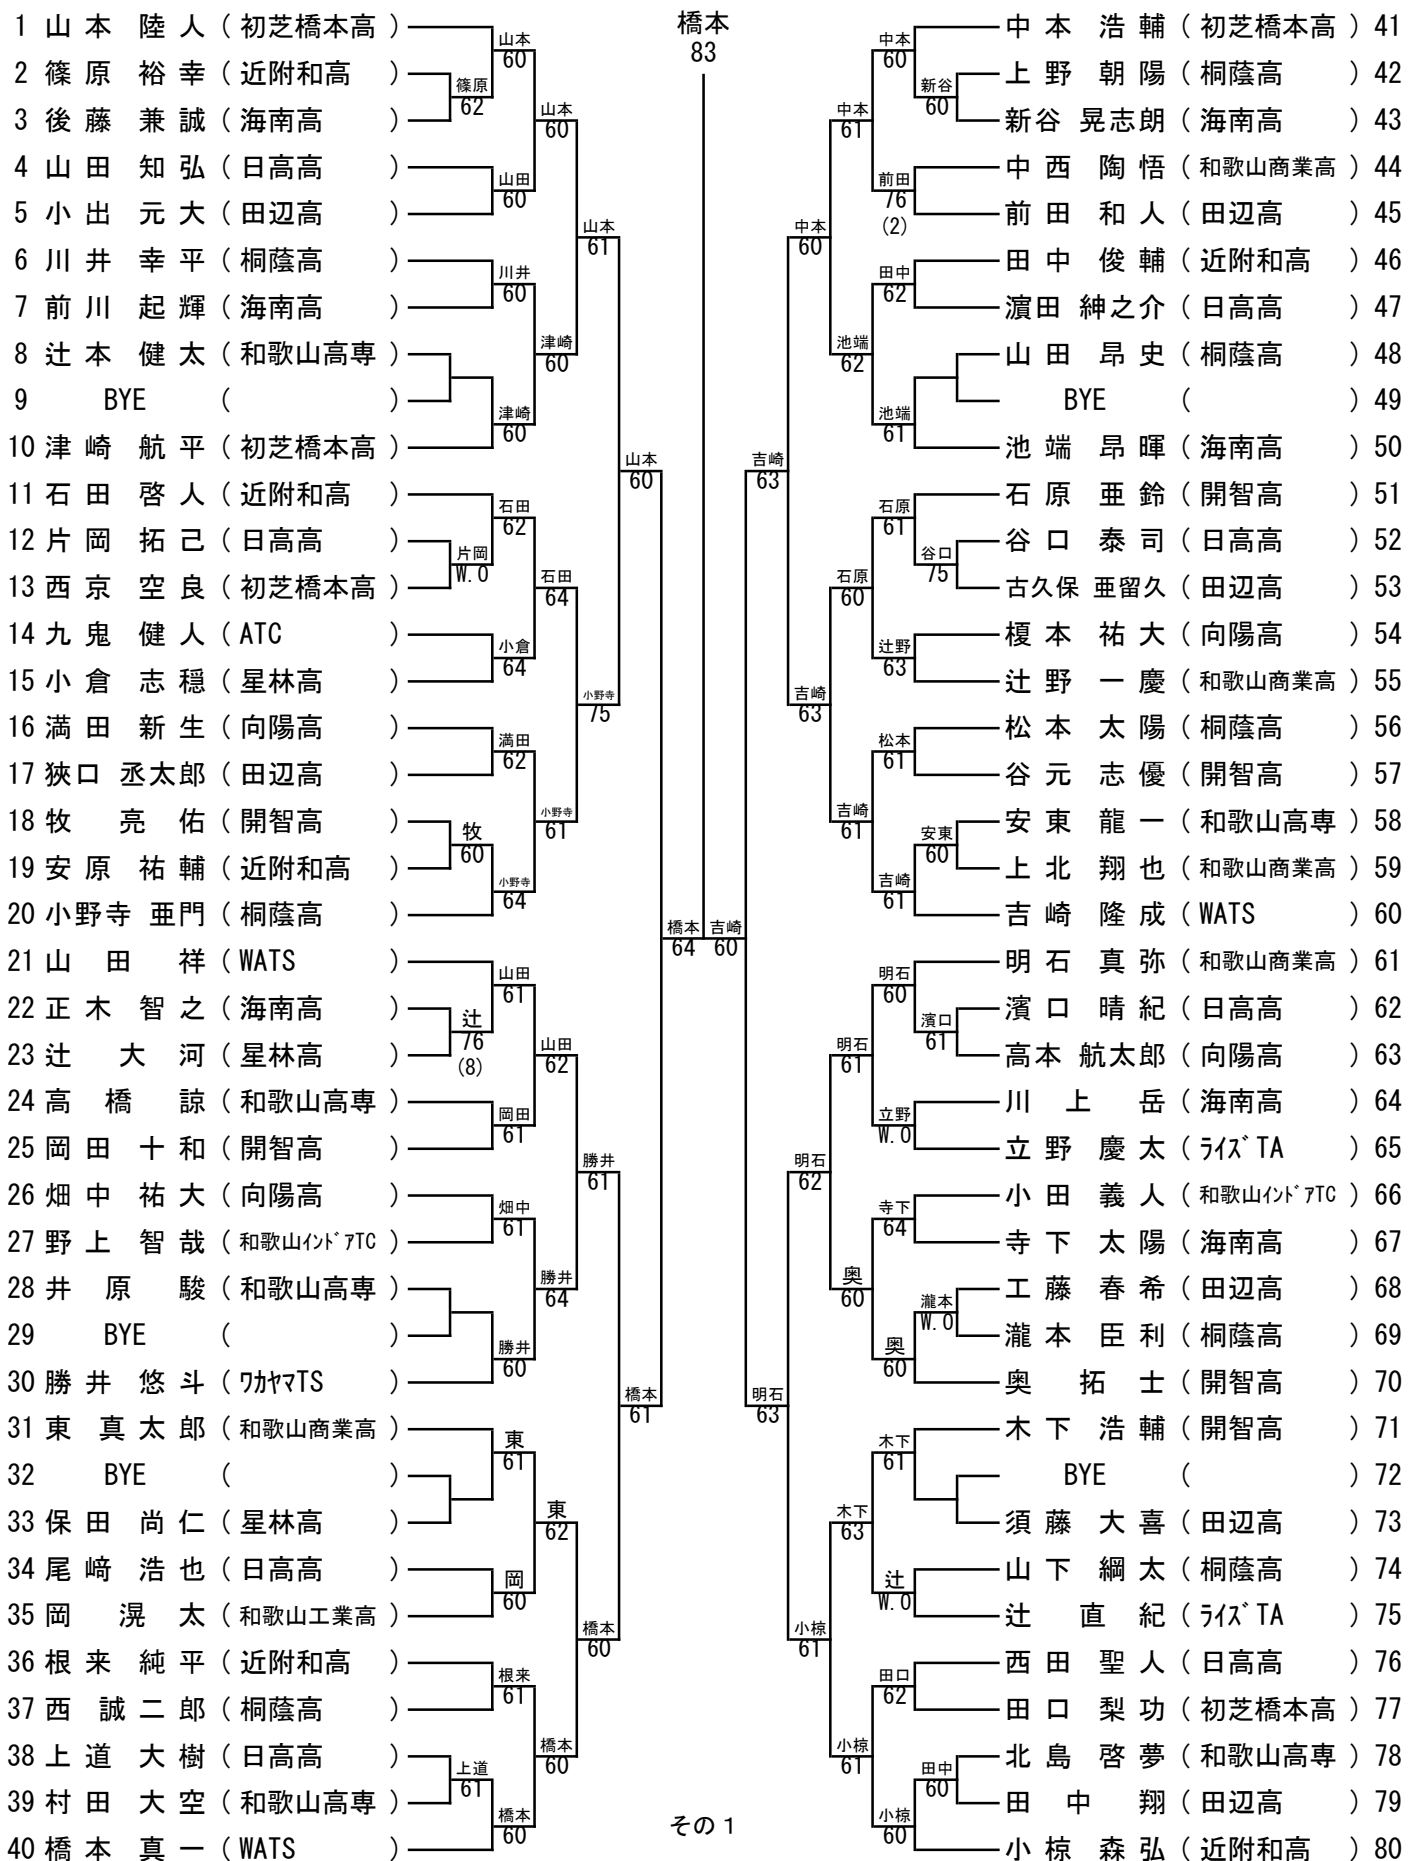 橋本
83
1 山本 陸人 ( 初芝橋本高 )
2 篠原 裕幸 ( 近附和高 )
3 後藤 兼誠 ( 海南高 )
4 山田 知弘 ( 日高高 )
5 小出 元大 ( 田辺高 )
6 川井 幸平 ( 桐蔭高 )
7 前川 起輝 ( 海南高 )
8 辻本 健太 ( 和歌山高専 )
9 BYE ( )
10 津崎 航平 ( 初芝橋本高 )
11 石田 啓人 ( 近附和高 )
12 片岡 拓己 ( 日高高 )
13 西京 空良 ( 初芝橋本高 )
14 九鬼 健人 ( ATC )
15 小倉 志穏 ( 星林高 )
16 満田 新生 ( 向陽高 )
17 狹口 丞太郎 ( 田辺高 )
18 牧 亮佑 ( 開智高 )
19 安原 祐輔 ( 近附和高 )
20 小野寺 亜門 ( 桐蔭高 )
21 山田 祥 ( WATS )
22 正木 智之 ( 海南高 )
23 辻 大河 ( 星林高 )
24 高橋 諒 ( 和歌山高専 )
25 岡田 十和 ( 開智高 )
26 畑中 祐大 ( 向陽高 )
27 野上 智哉 ( 和歌山インドアTC )
28 井原 駿 ( 和歌山高専 )
29 BYE ( )
30 勝井 悠斗 ( ワカヤマTS )
31 東 真太郎 ( 和歌山商業高 )
32 BYE ( )
33 保田 尚仁 ( 星林高 )
34 尾﨑 浩也 ( 日高高 )
35 岡 滉太 ( 和歌山工業高 )
36 根来 純平 ( 近附和高 )
37 西 誠二郎 ( 桐蔭高 )
38 上道 大樹 ( 日高高 )
39 村田 大空 ( 和歌山高専 )
40 橋本 真一 ( WATS )
篠原
62
片岡
W.0
牧
60
辻
76
(8)
上道
61
山本
60
山田
60
川井
60
津崎
60
石田
62
小倉
64
満田
62
小野寺
64
山田
61
岡田
61
畑中
61
勝井
60
東
61
岡
60
根来
61
橋本
60
山本
60
津崎
60
石田
64
小野寺
61
山田
62
勝井
64
東
62
橋本
60
山本
61
小野寺
75
勝井
61
橋本
60
山本
60
橋本
61
橋本
64
吉崎
60
吉崎
63
明石
63
中本
60
吉崎
63
明石
62
小椋
61
中本
61
池端
62
石原
60
吉崎
61
明石
61
奥
60
木下
63
小椋
61
中本
60
前田
76
(2)
田中
62
池端
61
石原
61
辻野
63
松本
61
吉崎
61
明石
60
立野
W.0
寺下
64
奥
60
木下
61
辻
W.0
田口
62
小椋
60
新谷
60
谷口
75
安東
60
濱口
61
瀧本
W.0
田中
60
中本 浩輔 ( 初芝橋本高 ) 41
上野 朝陽 ( 桐蔭高 ) 42
新谷 晃志朗 ( 海南高 ) 43
中西 陶悟 ( 和歌山商業高 ) 44
前田 和人 ( 田辺高 ) 45
田中 俊輔 ( 近附和高 ) 46
濵田 紳之介 ( 日高高 ) 47
山田 昂史 ( 桐蔭高 ) 48
BYE ( ) 49
池端 昂暉 ( 海南高 ) 50
石原 亜鈴 ( 開智高 ) 51
谷口 泰司 ( 日高高 ) 52
古久保 亜留久 ( 田辺高 ) 53
榎本 祐大 ( 向陽高 ) 54
辻野 一慶 ( 和歌山商業高 ) 55
松本 太陽 ( 桐蔭高 ) 56
谷元 志優 ( 開智高 ) 57
安東 龍一 ( 和歌山高専 ) 58
上北 翔也 ( 和歌山商業高 ) 59
吉崎 隆成 ( WATS ) 60
明石 真弥 ( 和歌山商業高 ) 61
濱口 晴紀 ( 日高高 ) 62
高本 航太郎 ( 向陽高 ) 63
川上 岳 ( 海南高 ) 64
立野 慶太 ( ライズTA ) 65
小田 義人 ( 和歌山インドアTC ) 66
寺下 太陽 ( 海南高 ) 67
工藤 春希 ( 田辺高 ) 68
瀧本 臣利 ( 桐蔭高 ) 69
奥 拓士 ( 開智高 ) 70
木下 浩輔 ( 開智高 ) 71
BYE ( ) 72
須藤 大喜 ( 田辺高 ) 73
山下 綱太 ( 桐蔭高 ) 74
辻 直紀 ( ライズTA ) 75
西田 聖人 ( 日高高 ) 76
田口 梨功 ( 初芝橋本高 ) 77
北島 啓夢 ( 和歌山高専 ) 78
田中 翔 ( 田辺高 ) 79
小椋 森弘 ( 近附和高 ) 80
その1